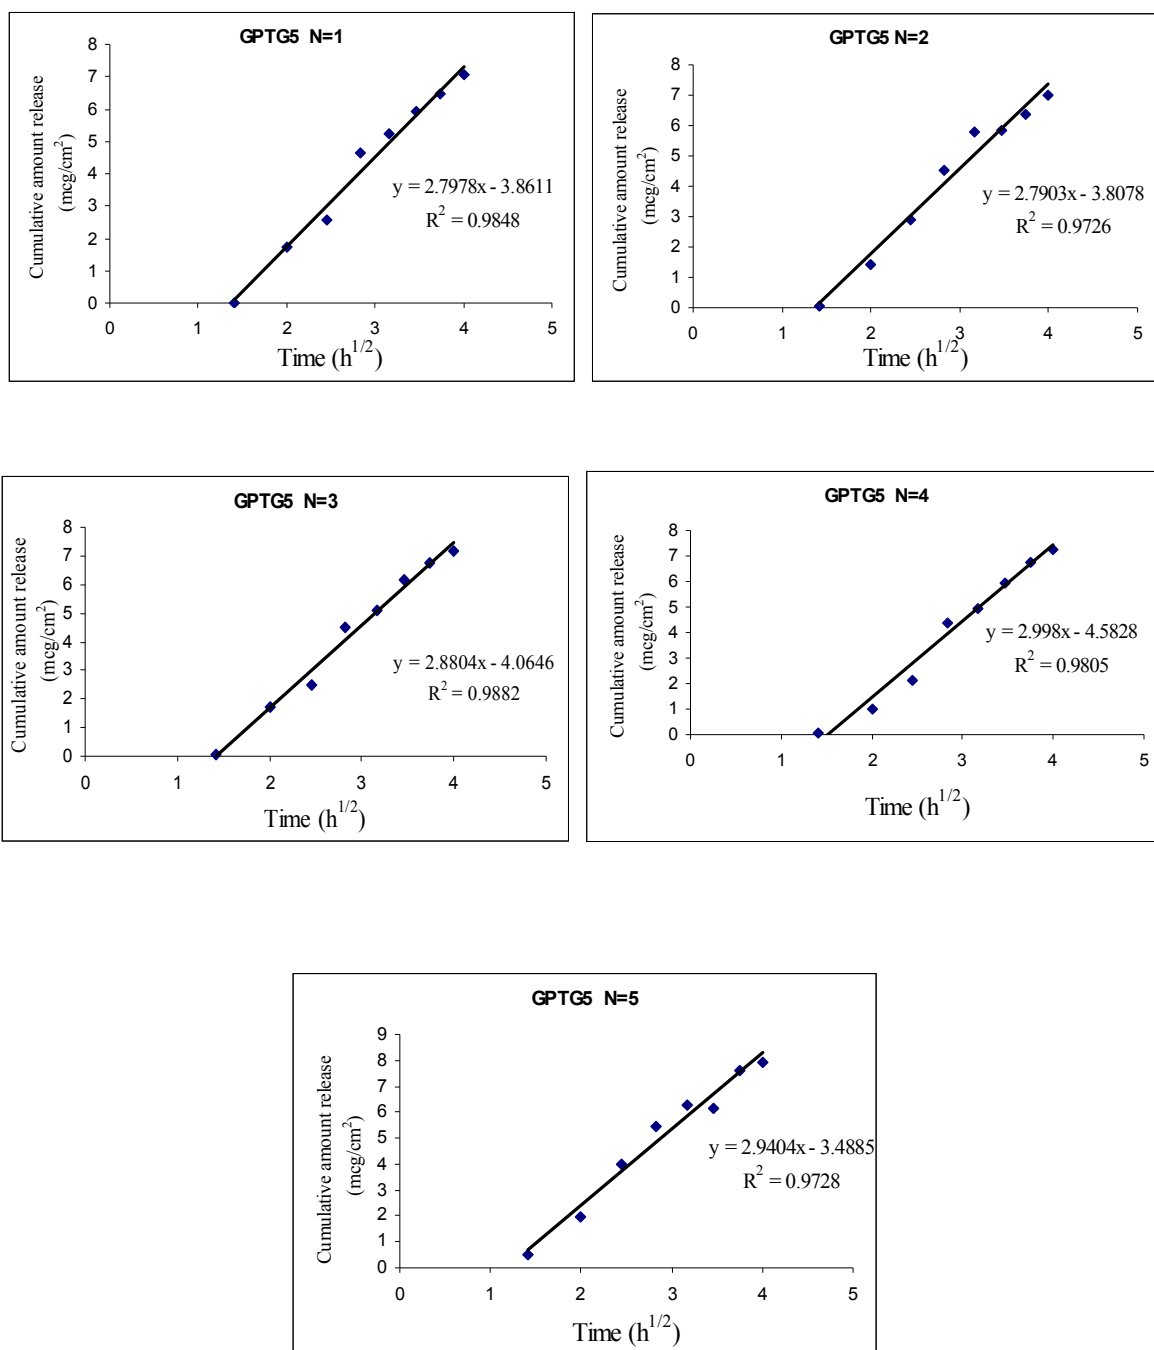 GPTG5 N=1
Cumulative amount release
(mcg/cm²)
8
7
6
5
4
3
2
1
0
y = 2.7978x - 3.8611
R² = 0.9848
0 1 2 3 4 5
Time (h^1/2)
GPTG5 N=2
Cumulative amount release
(mcg/cm²)
8
7
6
5
4
3
2
1
0
y = 2.7903x - 3.8078
R² = 0.9726
0 1 2 3 4 5
Time (h^1/2)
GPTG5 N=3
Cumulative amount release
(mcg/cm²)
8
7
6
5
4
3
2
1
0
y = 2.8804x - 4.0646
R² = 0.9882
0 1 2 3 4 5
Time (h^1/2)
GPTG5 N=4
Cumulative amount release
(mcg/cm²)
8
7
6
5
4
3
2
1
0
y = 2.998x - 4.5828
R² = 0.9805
0 1 2 3 4 5
Time (h^1/2)
GPTG5 N=5
Cumulative amount release
(mcg/cm²)
9
8
7
6
5
4
3
2
1
0
y = 2.9404x - 3.4885
R² = 0.9728
0 1 2 3 4 5
Time (h^1/2)